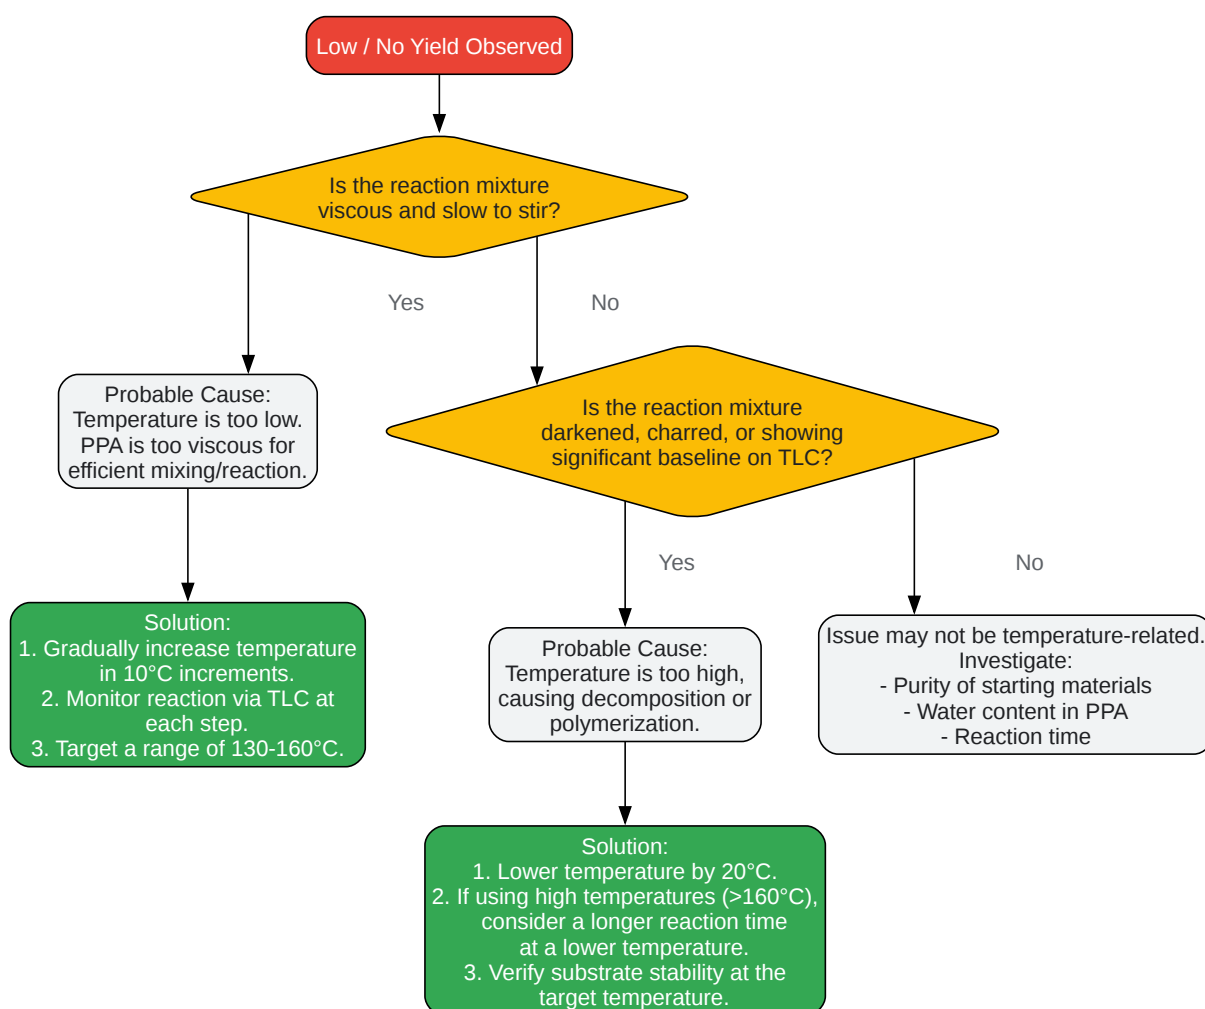 Low / No Yield Observed
Is the reaction mixture
viscous and slow to stir?
Yes
No
Probable Cause:
Temperature is too low.
PPA is too viscous for
efficient mixing/reaction.
Is the reaction mixture
darkened, charred, or showing
significant baseline on TLC?
Yes
No
Solution:
1. Gradually increase temperature
in 10°C increments.
2. Monitor reaction via TLC at
each step.
3. Target a range of 130-160°C.
Probable Cause:
Temperature is too high,
causing decomposition or
polymerization.
Issue may not be temperature-related.
Investigate:
- Purity of starting materials
- Water content in PPA
- Reaction time
Solution:
1. Lower temperature by 20°C.
2. If using high temperatures (>160°C),
consider a longer reaction time
at a lower temperature.
3. Verify substrate stability at the
target temperature.